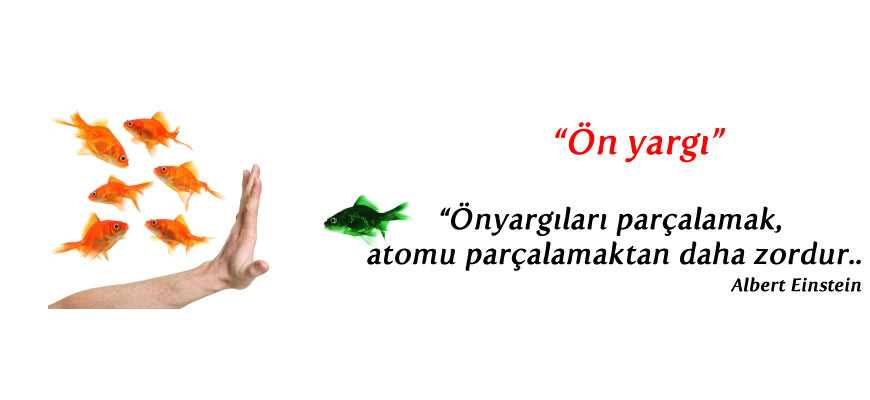 “Ön yargı”
“Önyargıları parçalamak,
atomu parçalamaktan daha zordur..
Albert Einstein